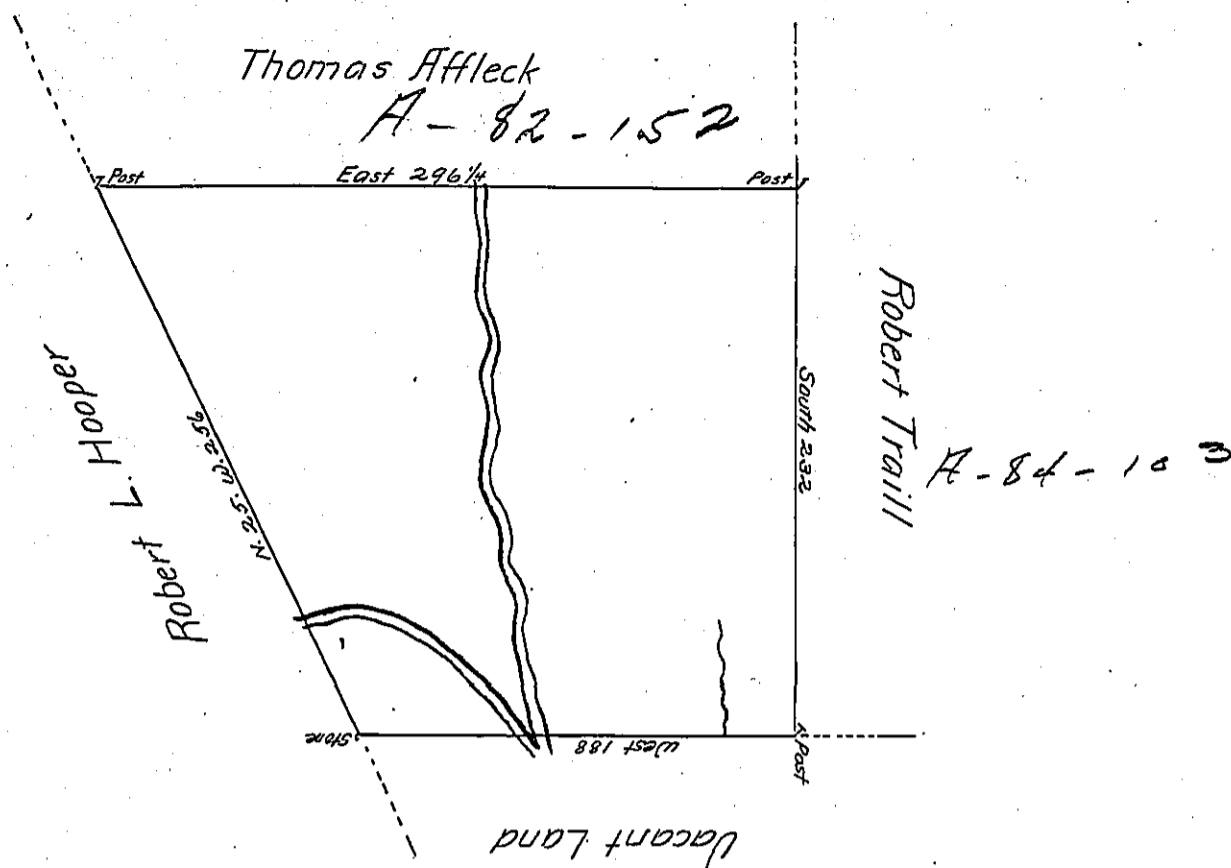 Thomas Affleck
A - 82 - 152
Post
East 296 1/4
Post
Robert L. Hooper
N. 25. W. 256
South 232
Robert Traill
A - 84 - 103
Stone
West 188
Post
Vacant Land